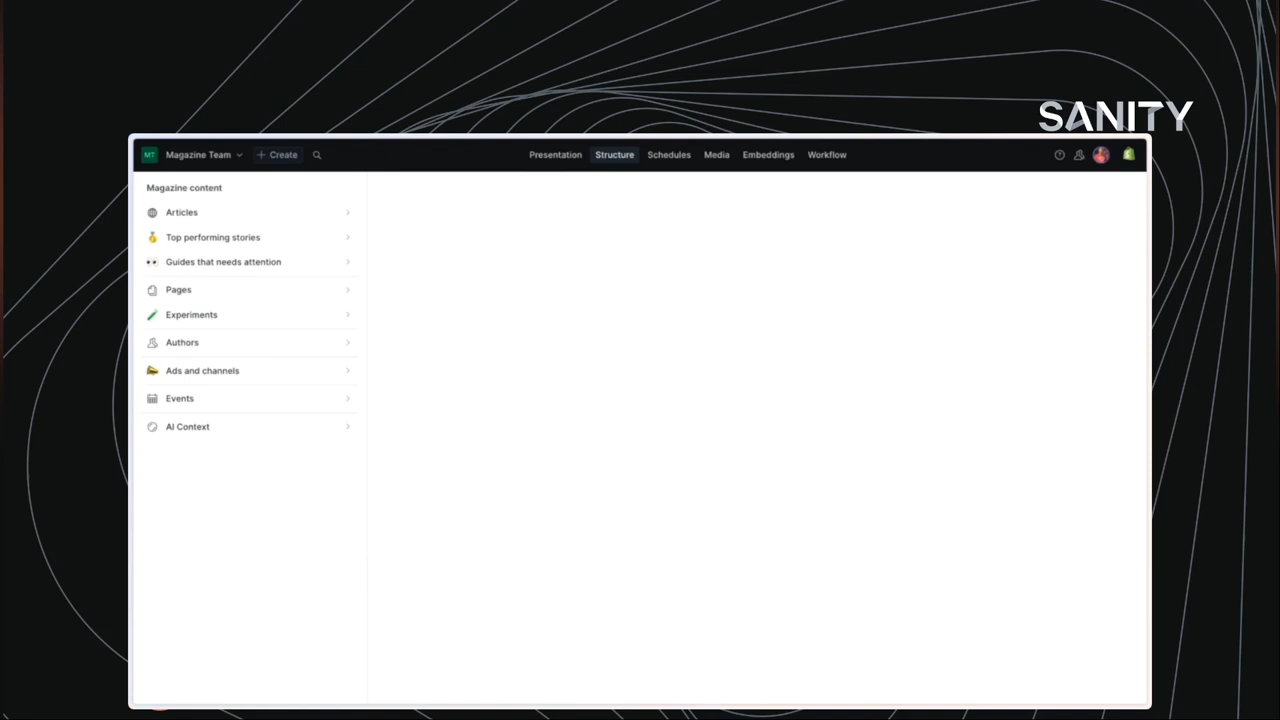 SANITY
MT Magazine Team + Create Presentation Structure Schedules Media Embeddings Workflow
Magazine content
Articles
Top performing stories
Guides that needs attention
Pages
Experiments
Authors
Ads and channels
Events
AI Context